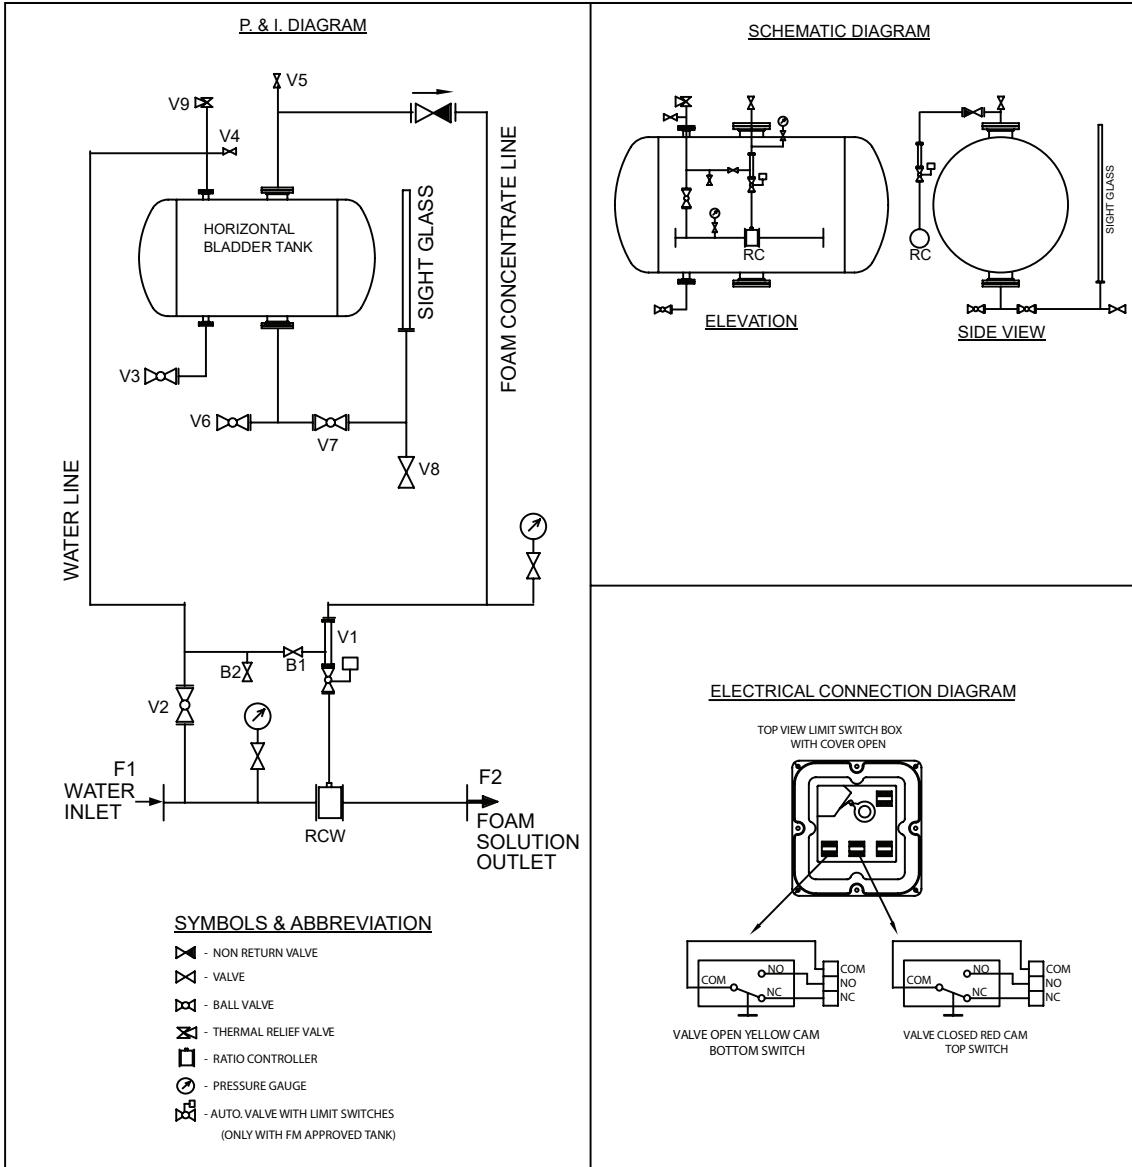 P. & I. DIAGRAM
V5
V9
V4
HORIZONTAL
BLADDER TANK
SIGHT GLASS
FOAM CONCENTRATE LINE
V3
V6
V7
V8
WATER LINE
V1
B1
B2
V2
F1
WATER
INLET
RCW
F2
FOAM
SOLUTION
OUTLET
SYMBOLS & ABBREVIATION
- NON RETURN VALVE
- VALVE
- BALL VALVE
- THERMAL RELIEF VALVE
- RATIO CONTROLLER
- PRESSURE GAUGE
- AUTO. VALVE WITH LIMIT SWITCHES
(ONLY WITH FM APPROVED TANK)
SCHEMATIC DIAGRAM
RC
ELEVATION
RC
SIGHT GLASS
SIDE VIEW
ELECTRICAL CONNECTION DIAGRAM
TOP VIEW LIMIT SWITCH BOX
WITH COVER OPEN
COM
NO
NC
COM
NO
NC
VALVE OPEN YELLOW CAM
BOTTOM SWITCH
COM
NO
NC
COM
NO
NC
VALVE CLOSED RED CAM
TOP SWITCH